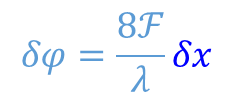 δφ = 8ℱ/λ δx